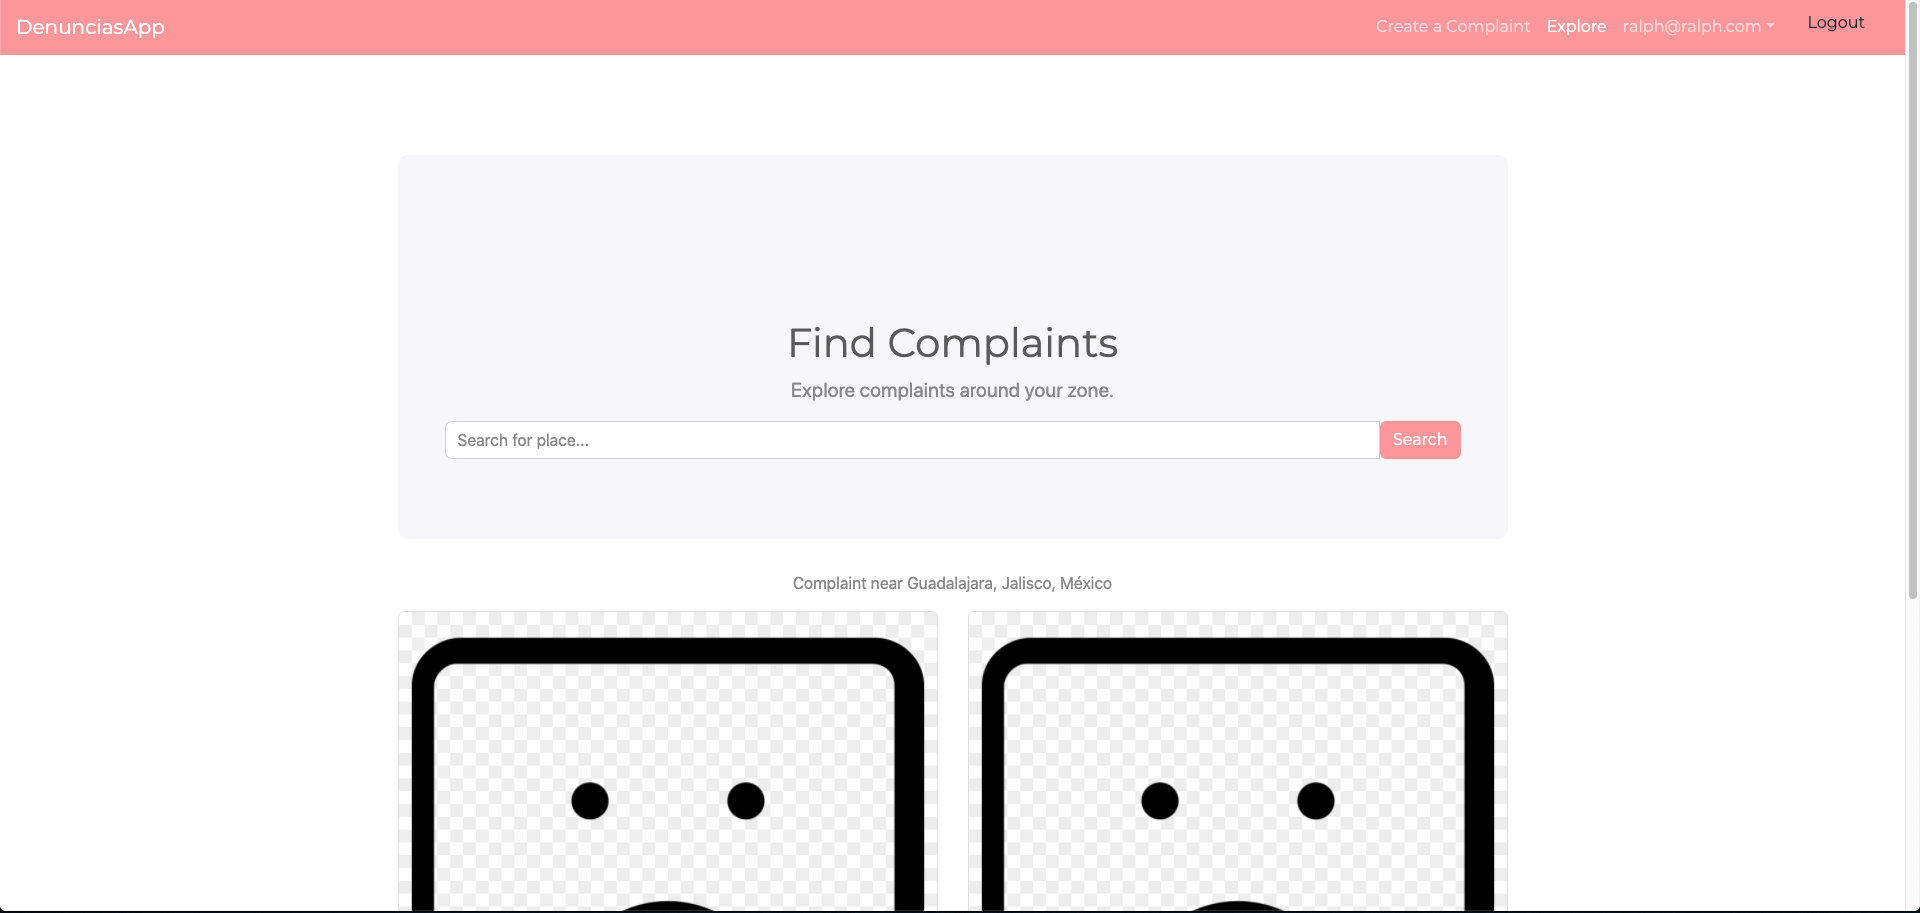 DenunciasApp
Create a Complaint
Explore
ralph@ralph.com
Logout
Find Complaints
Explore complaints around your zone.
Search for place...
Search
Complaint near Guadalajara, Jalisco, México